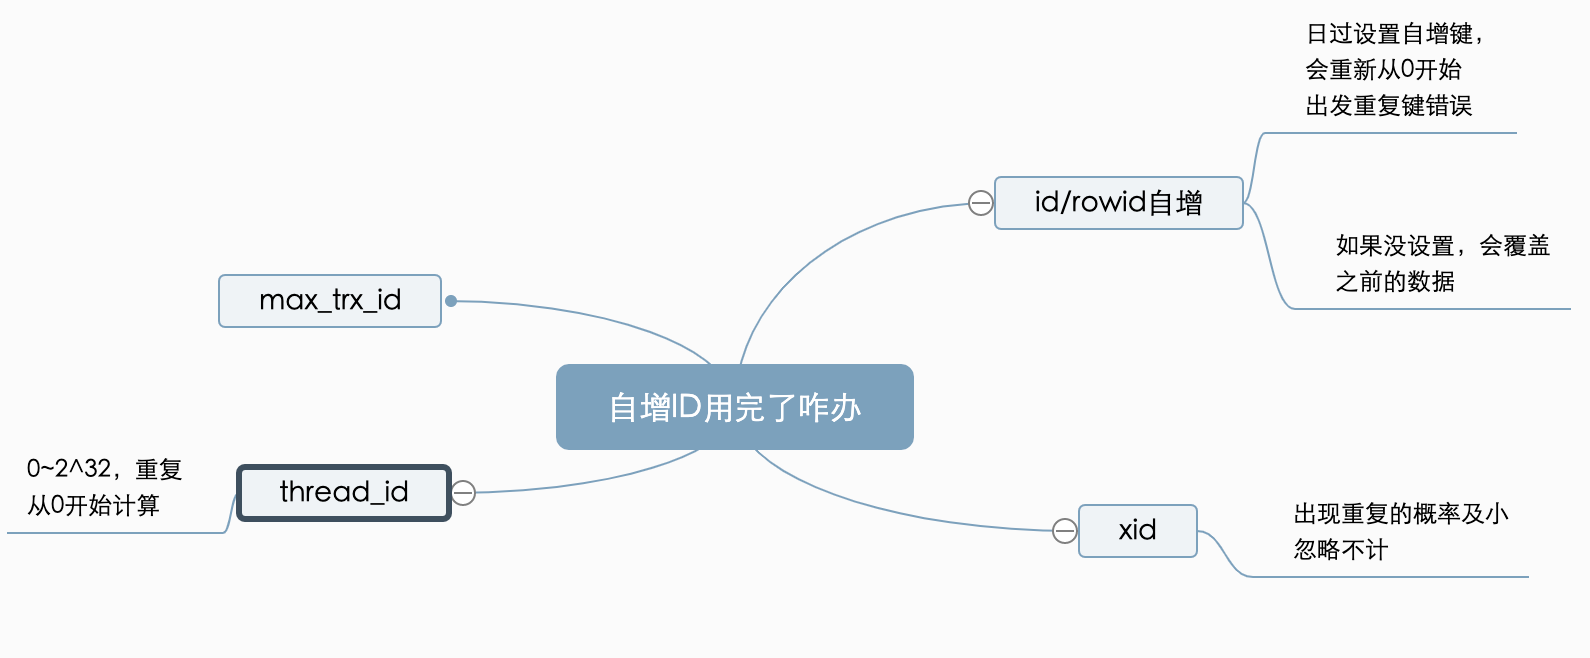 自增ID用完了咋办
id/rowid自增
日过设置自增键，
会重新从0开始
出发重复键错误
如果没设置，会覆盖
之前的数据
xid
出现重复的概率及小
忽略不计
max_trx_id
thread_id
0~2^32，重复
从0开始计算